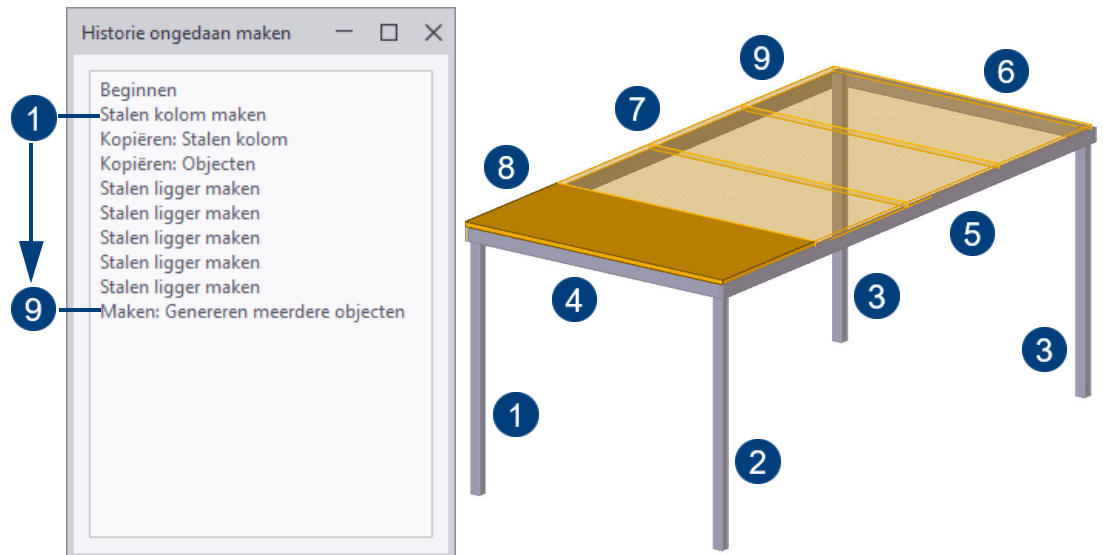 Historie ongedaan maken
Beginnen
1 Stalen kolom maken
Kopiëren: Stalen kolom
Kopiëren: Objecten
Stalen ligger maken
Stalen ligger maken
Stalen ligger maken
Stalen ligger maken
Stalen ligger maken
9 Maken: Genereren meerdere objecten
9
6
7
8
5
4
3
3
1
2